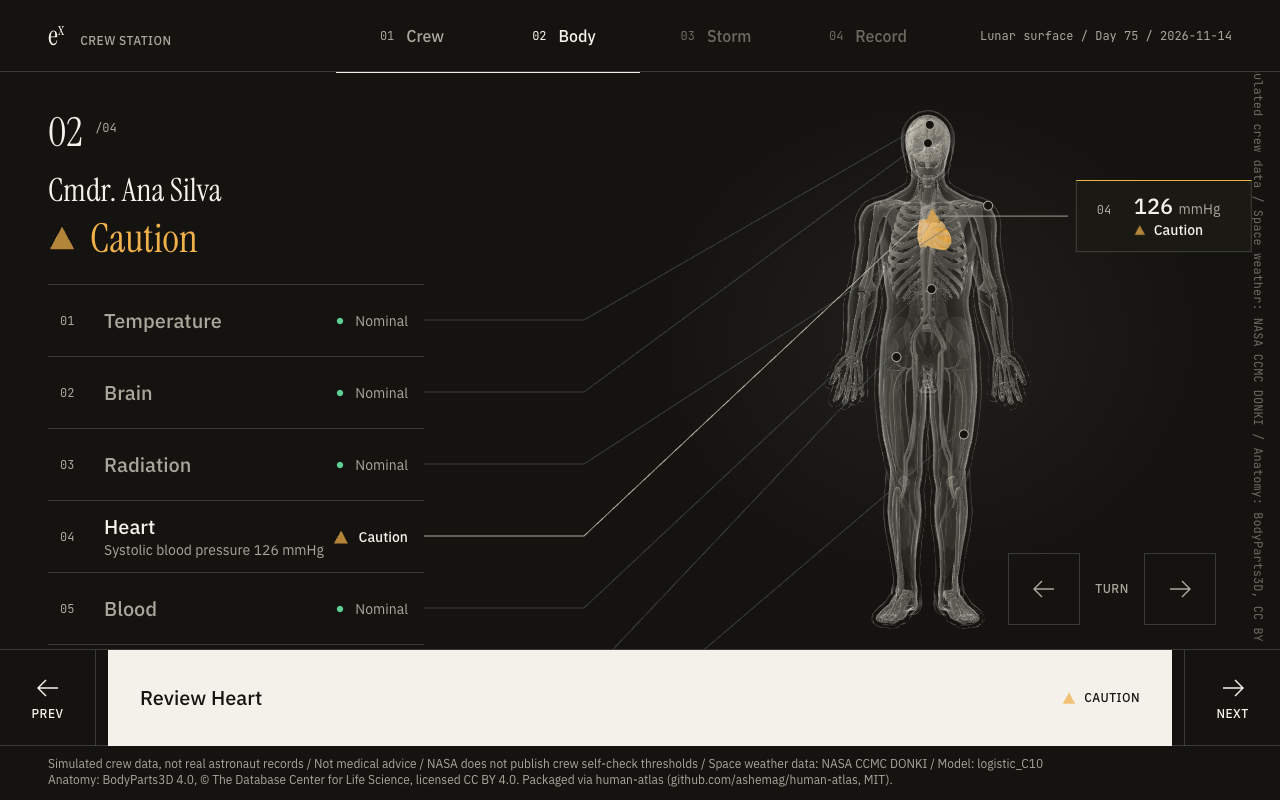 eˣ CREW STATION
01 Crew
02 Body
03 Storm
04 Record
Lunar surface / Day 75 / 2026-11-14
02 /04
Cmdr. Ana Silva
Caution
01 Temperature Nominal
02 Brain Nominal
03 Radiation Nominal
04 Heart Caution
Systolic blood pressure 126 mmHg
05 Blood Nominal
04 126 mmHg
Caution
crew data / Space weather: NASA CCMC DONKI / Anatomy: BodyParts3D, CC BY
TURN
PREV
Review Heart
CAUTION
NEXT
Simulated crew data, not real astronaut records / Not medical advice / NASA does not publish crew self-check thresholds / Space weather data: NASA CCMC DONKI / Model: logistic_C10
Anatomy: BodyParts3D 4.0, © The Database Center for Life Science, licensed CC BY 4.0. Packaged via human-atlas (github.com/ashemag/human-atlas, MIT).